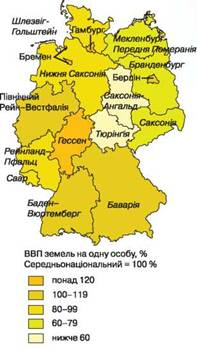 Шлезвіг-
Гольштейн
Гамбург
Мекленбург
Передня Померанія
Бремен
Бранденбург
Нижня Саксонія
Берлін
Північний
Рейн–Вестфалія
Саксонія-
Ангальд
Саксонія
Тюрінгія
Гессен
Рейнланд-
Пфальц
Саар
Баден-
Вюртемберг
Баварія
ВВП земель на одну особу, %
Середньонаціональний = 100 %
понад 120
100–119
80–99
60–79
нижче 60